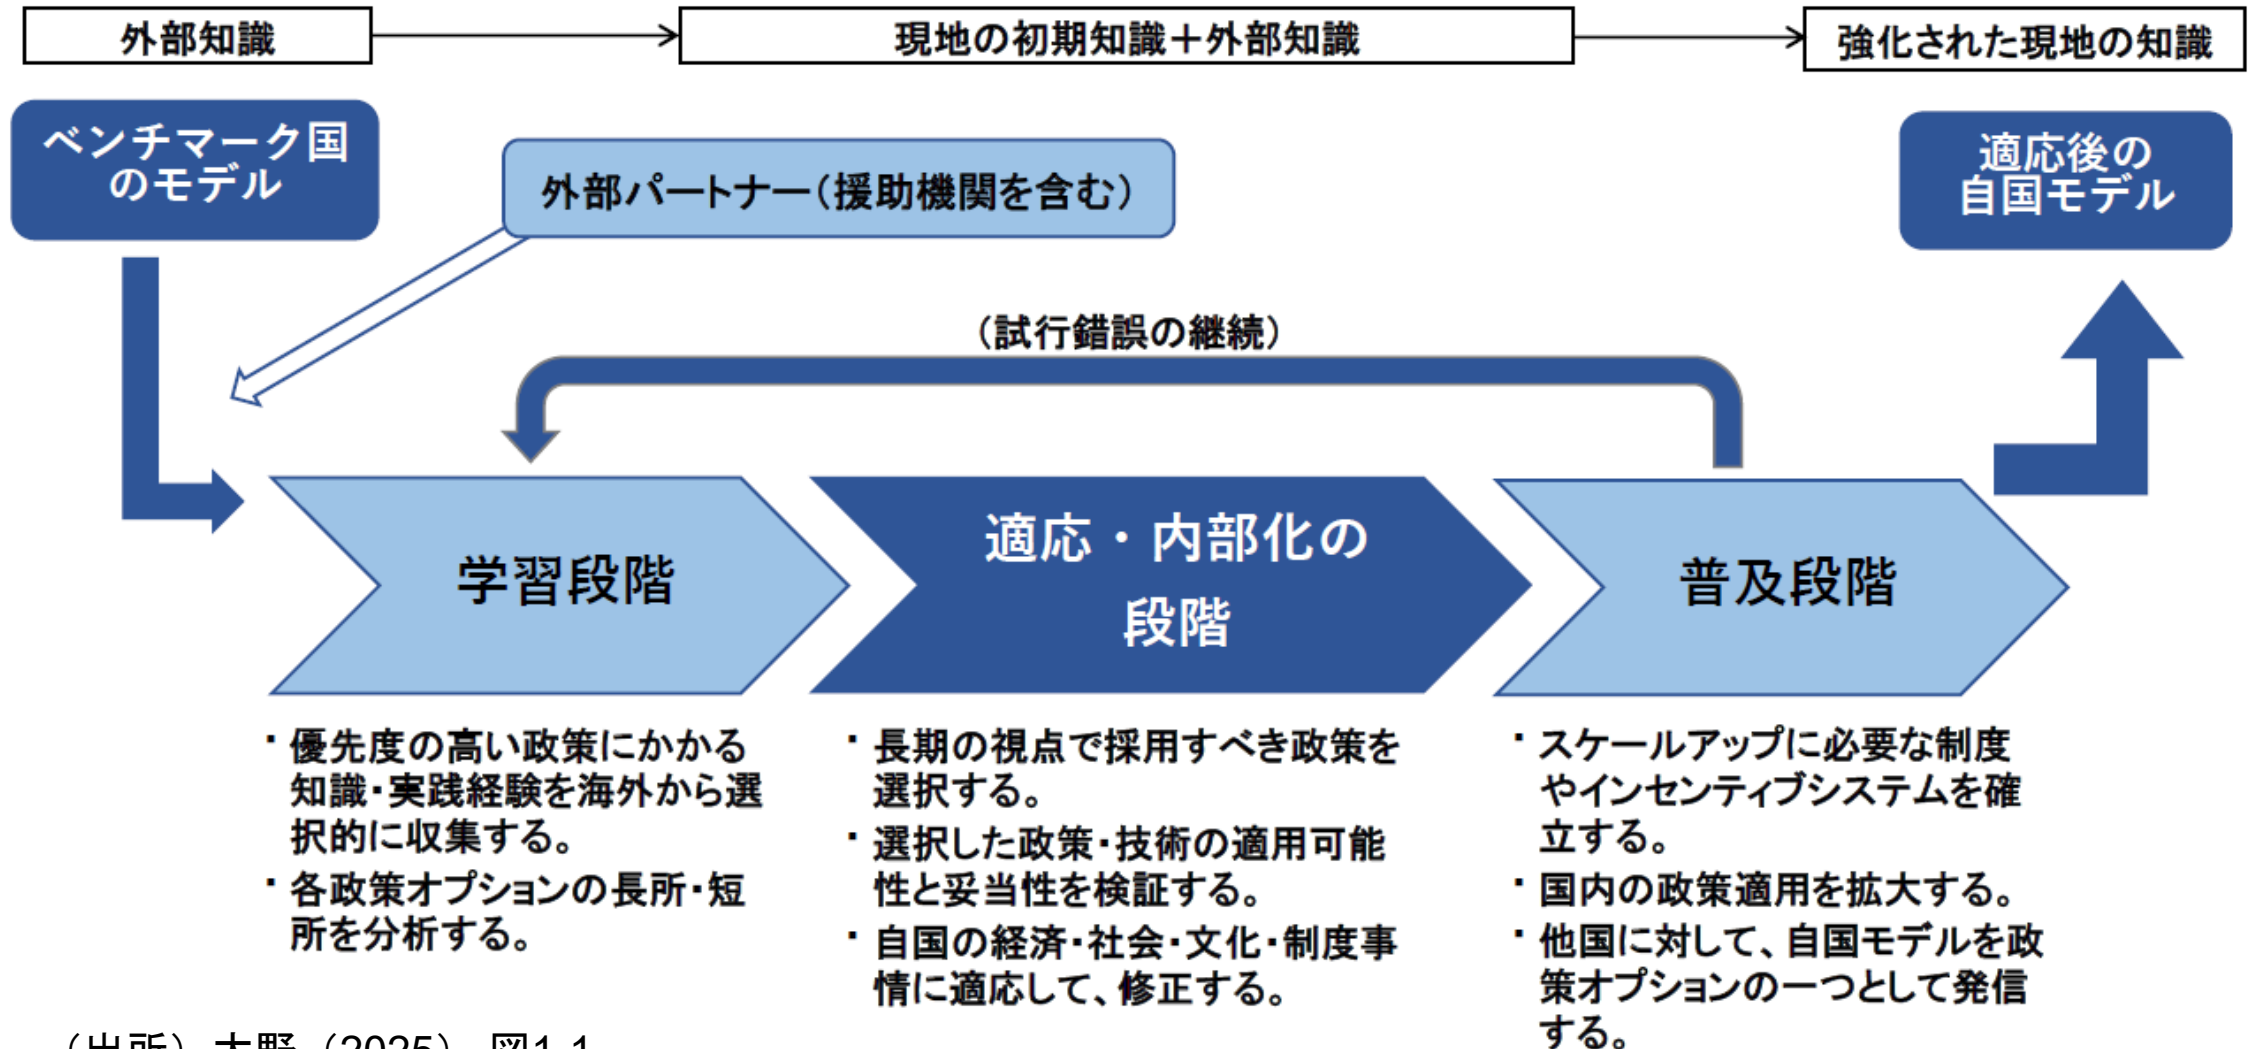 外部知識
現地の初期知識＋外部知識
強化された現地の知識
ベンチマーク国
のモデル
外部パートナー（援助機関を含む）
適応後の
自国モデル
（試行錯誤の継続）
学習段階
適応・内部化の
段階
普及段階
・優先度の高い政策にかかる
知識・実践経験を海外から選
択的に収集する。
・各政策オプションの長所・短
所を分析する。
・長期の視点で採用すべき政策を
選択する。
・選択した政策・技術の適用可能
性と妥当性を検証する。
・自国の経済・社会・文化・制度事
情に適応して、修正する。
・スケールアップに必要な制度
やインセンティブシステムを確
立する。
・国内の政策適用を拡大する。
・他国に対して、自国モデルを政
策オプションの一つとして発信
する。
（出所）大野（2025） 図1-1